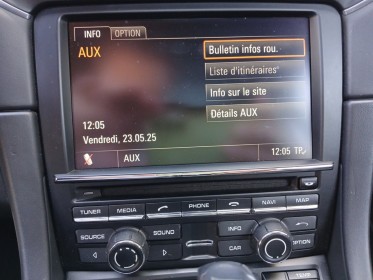 INFO OPTION
AUX
Bulletin infos rou.
Liste d'itinéraires
Info sur le site
Détails AUX
12:05
Vendredi, 23.05.25
AUX 12:05 TP
TUNER MEDIA PHONE NAVI MAP
SOURCE SOUND INFO OPTION
CAR BACK